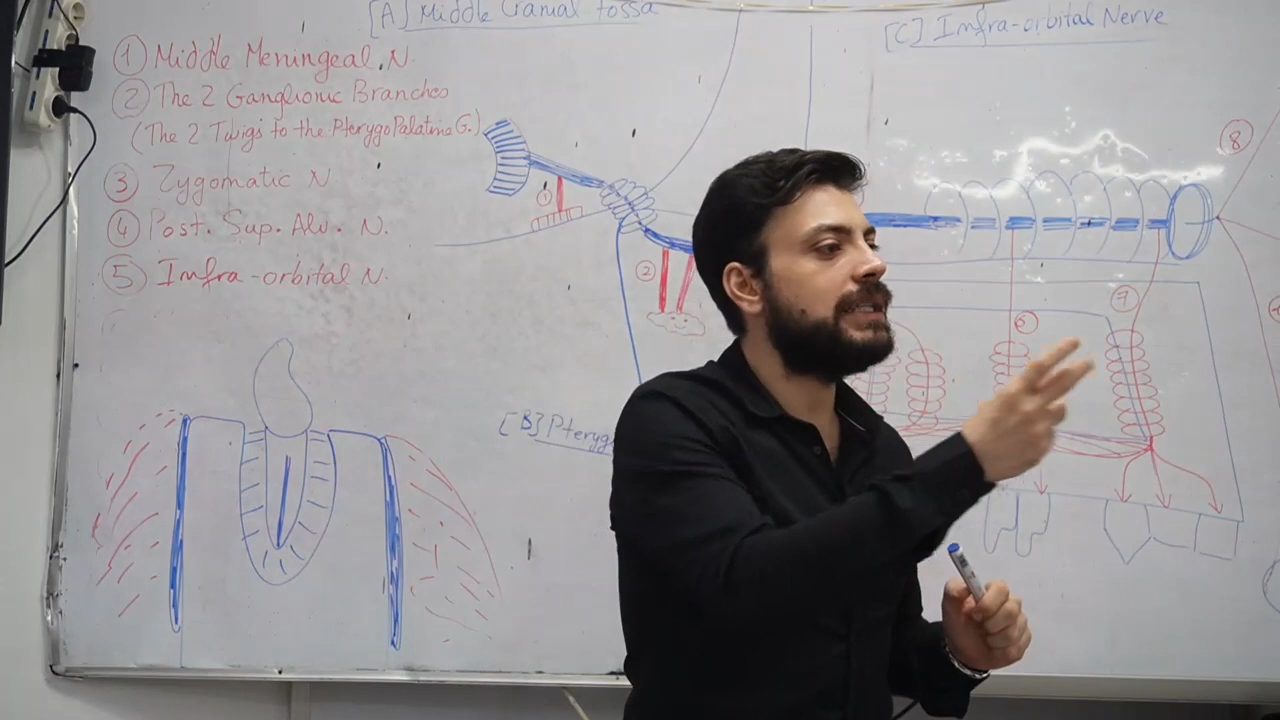 [A] Middle Cranial Fossa
[C] Infra-orbital Nerve
① Middle Meningeal.N.
② The 2 Ganglionic Branches
(The 2 Twigs to the PterygoPalatine G.)
③ Zygomatic N
④ Post. Sup. Alv. N.
⑤ Infra-orbital N.
8
1
2
7
6
[B] Pteryg